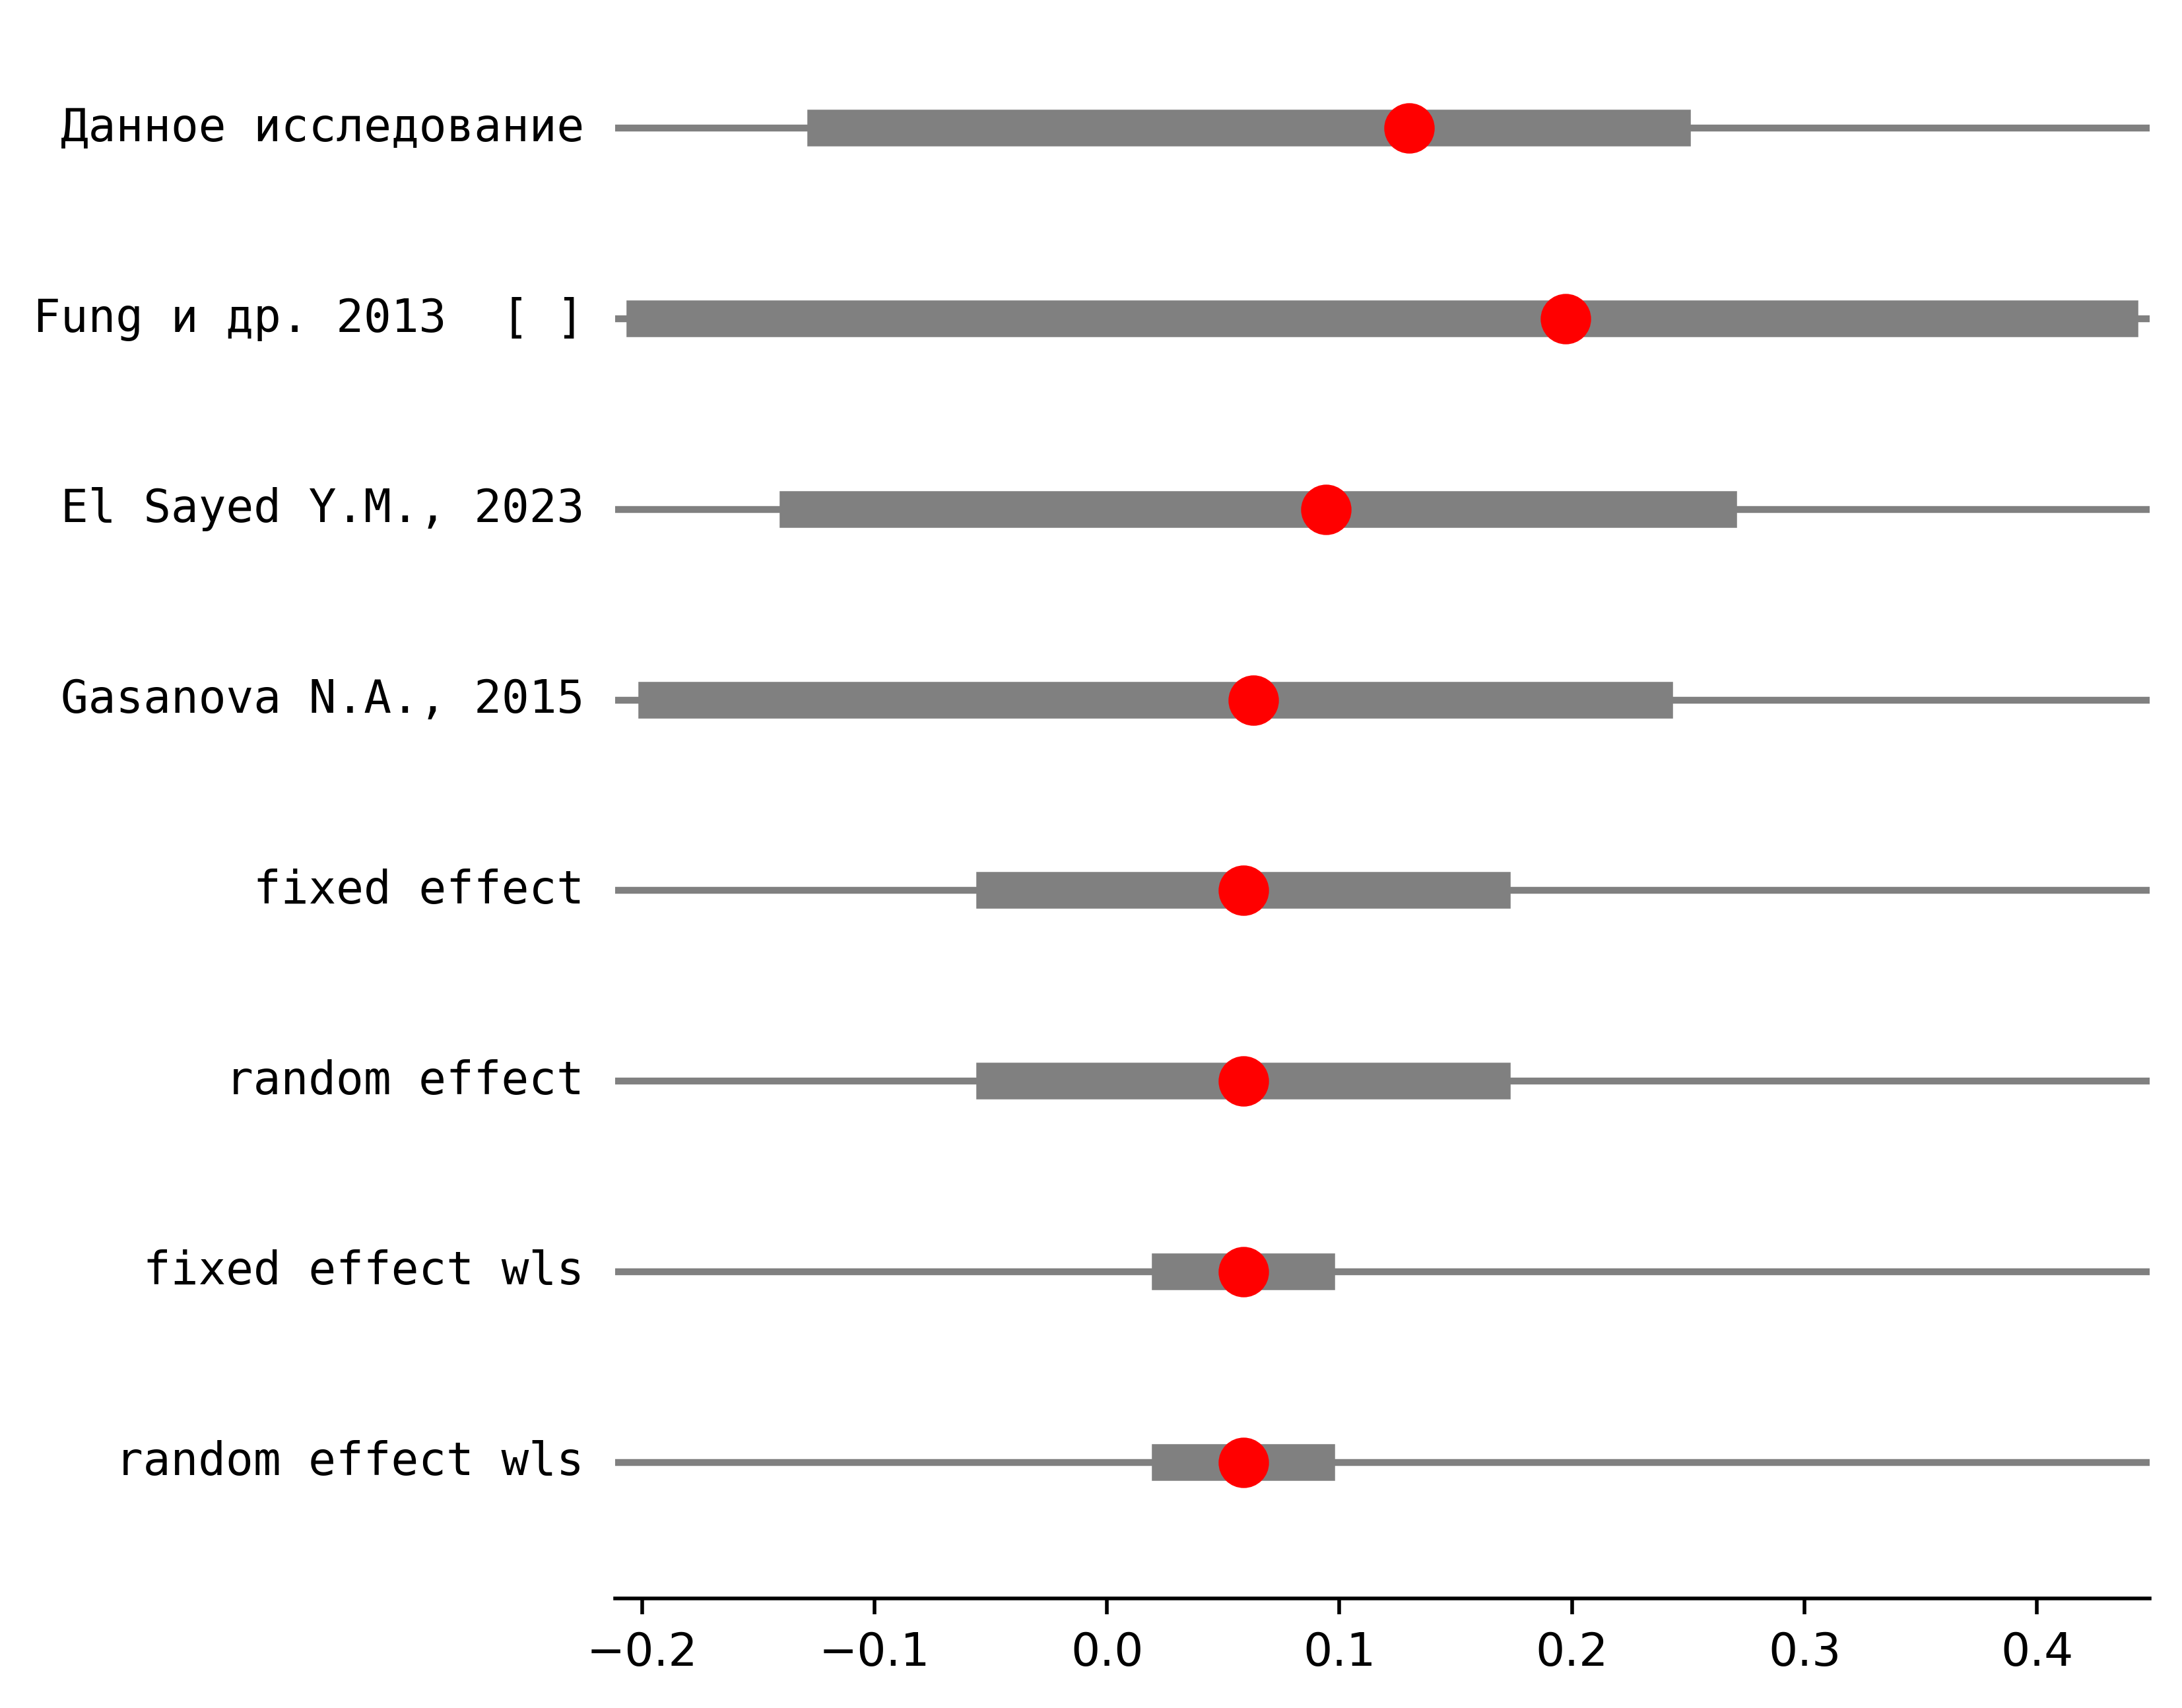 Данное исследование
Fung и др. 2013  [ ]
El Sayed Y.M., 2023
Gasanova N.A., 2015
fixed effect
random effect
fixed effect wls
random effect wls
−0.2 −0.1 0.0 0.1 0.2 0.3 0.4